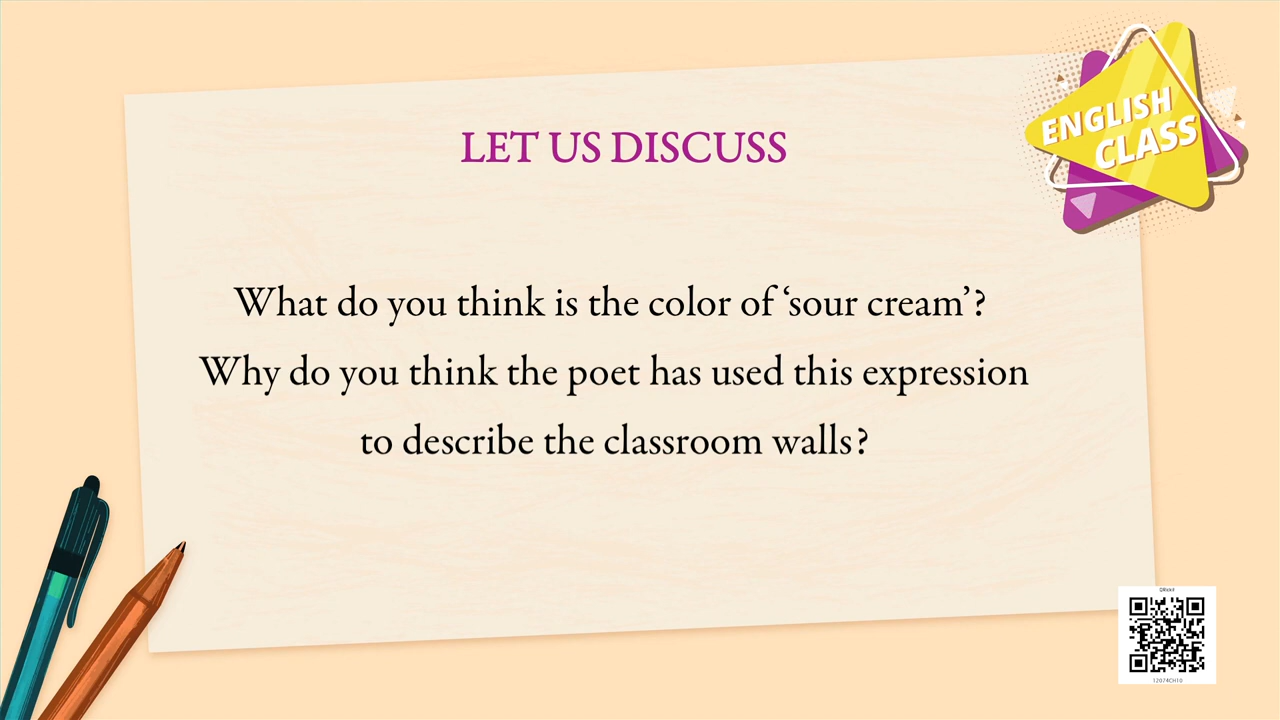 ENGLISH
CLASS
LET US DISCUSS
What do you think is the color of ‘sour cream’?
Why do you think the poet has used this expression
to describe the classroom walls?
12074CH10